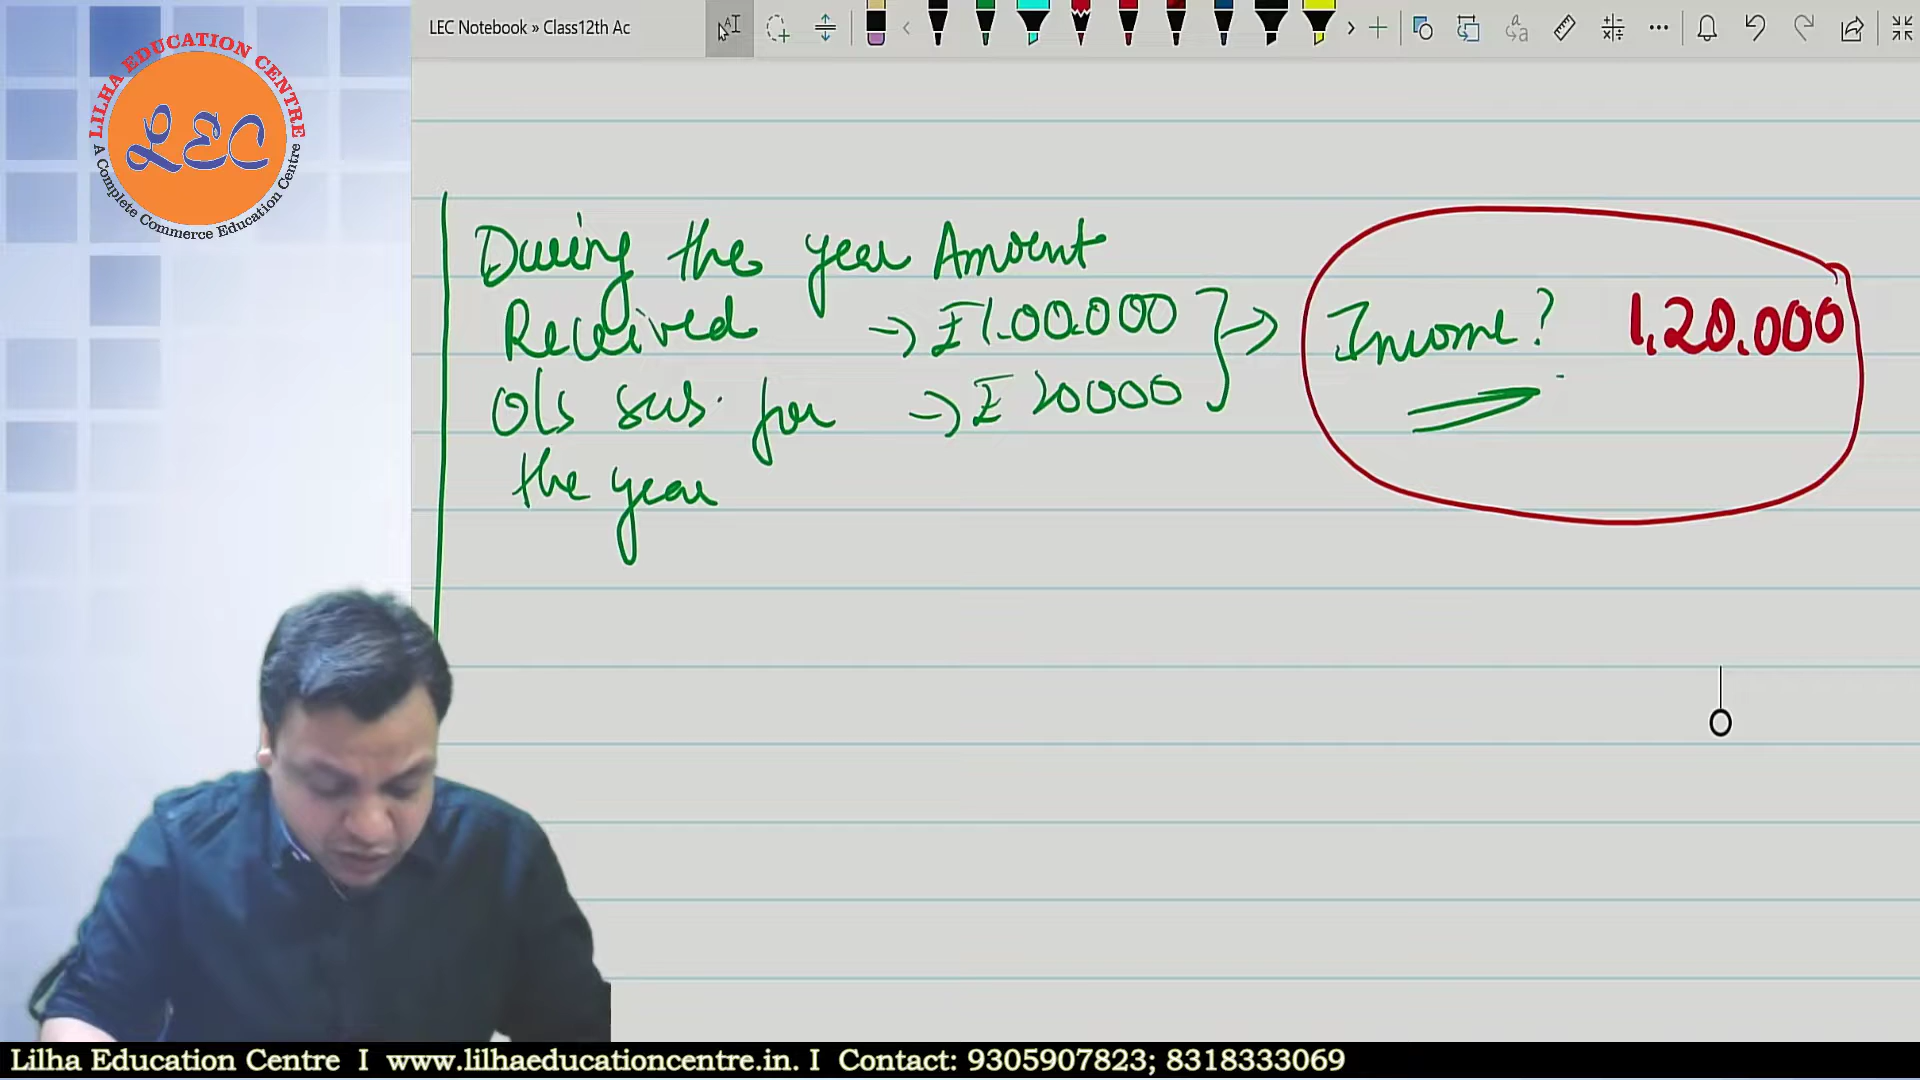 LEC Notebook » Class12th Ac
LILHA EDUCATION CENTRE
LEC
A Complete Commerce Education Centre
During the year Amount
Received → ₹1,00,000
O/s sub. for → ₹ 20000
the year
Income? 1,20,000
Lilha Education Centre I www.lilhaeducationcentre.in. I Contact: 9305907823; 8318333069